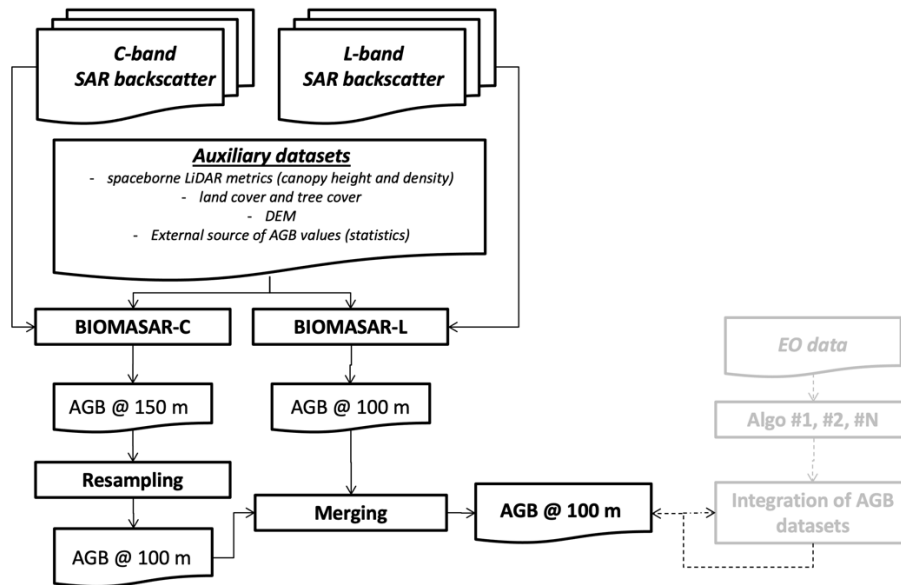 C-band
SAR backscatter
L-band
SAR backscatter
Auxiliary datasets
- spaceborne LiDAR metrics (canopy height and density)
- land cover and tree cover
- DEM
- External source of AGB values (statistics)
BIOMASAR-C
BIOMASAR-L
EO data
AGB @ 150 m
AGB @ 100 m
Algo #1, #2, #N
Resampling
Merging
AGB @ 100 m
Integration of AGB
datasets
AGB @ 100 m